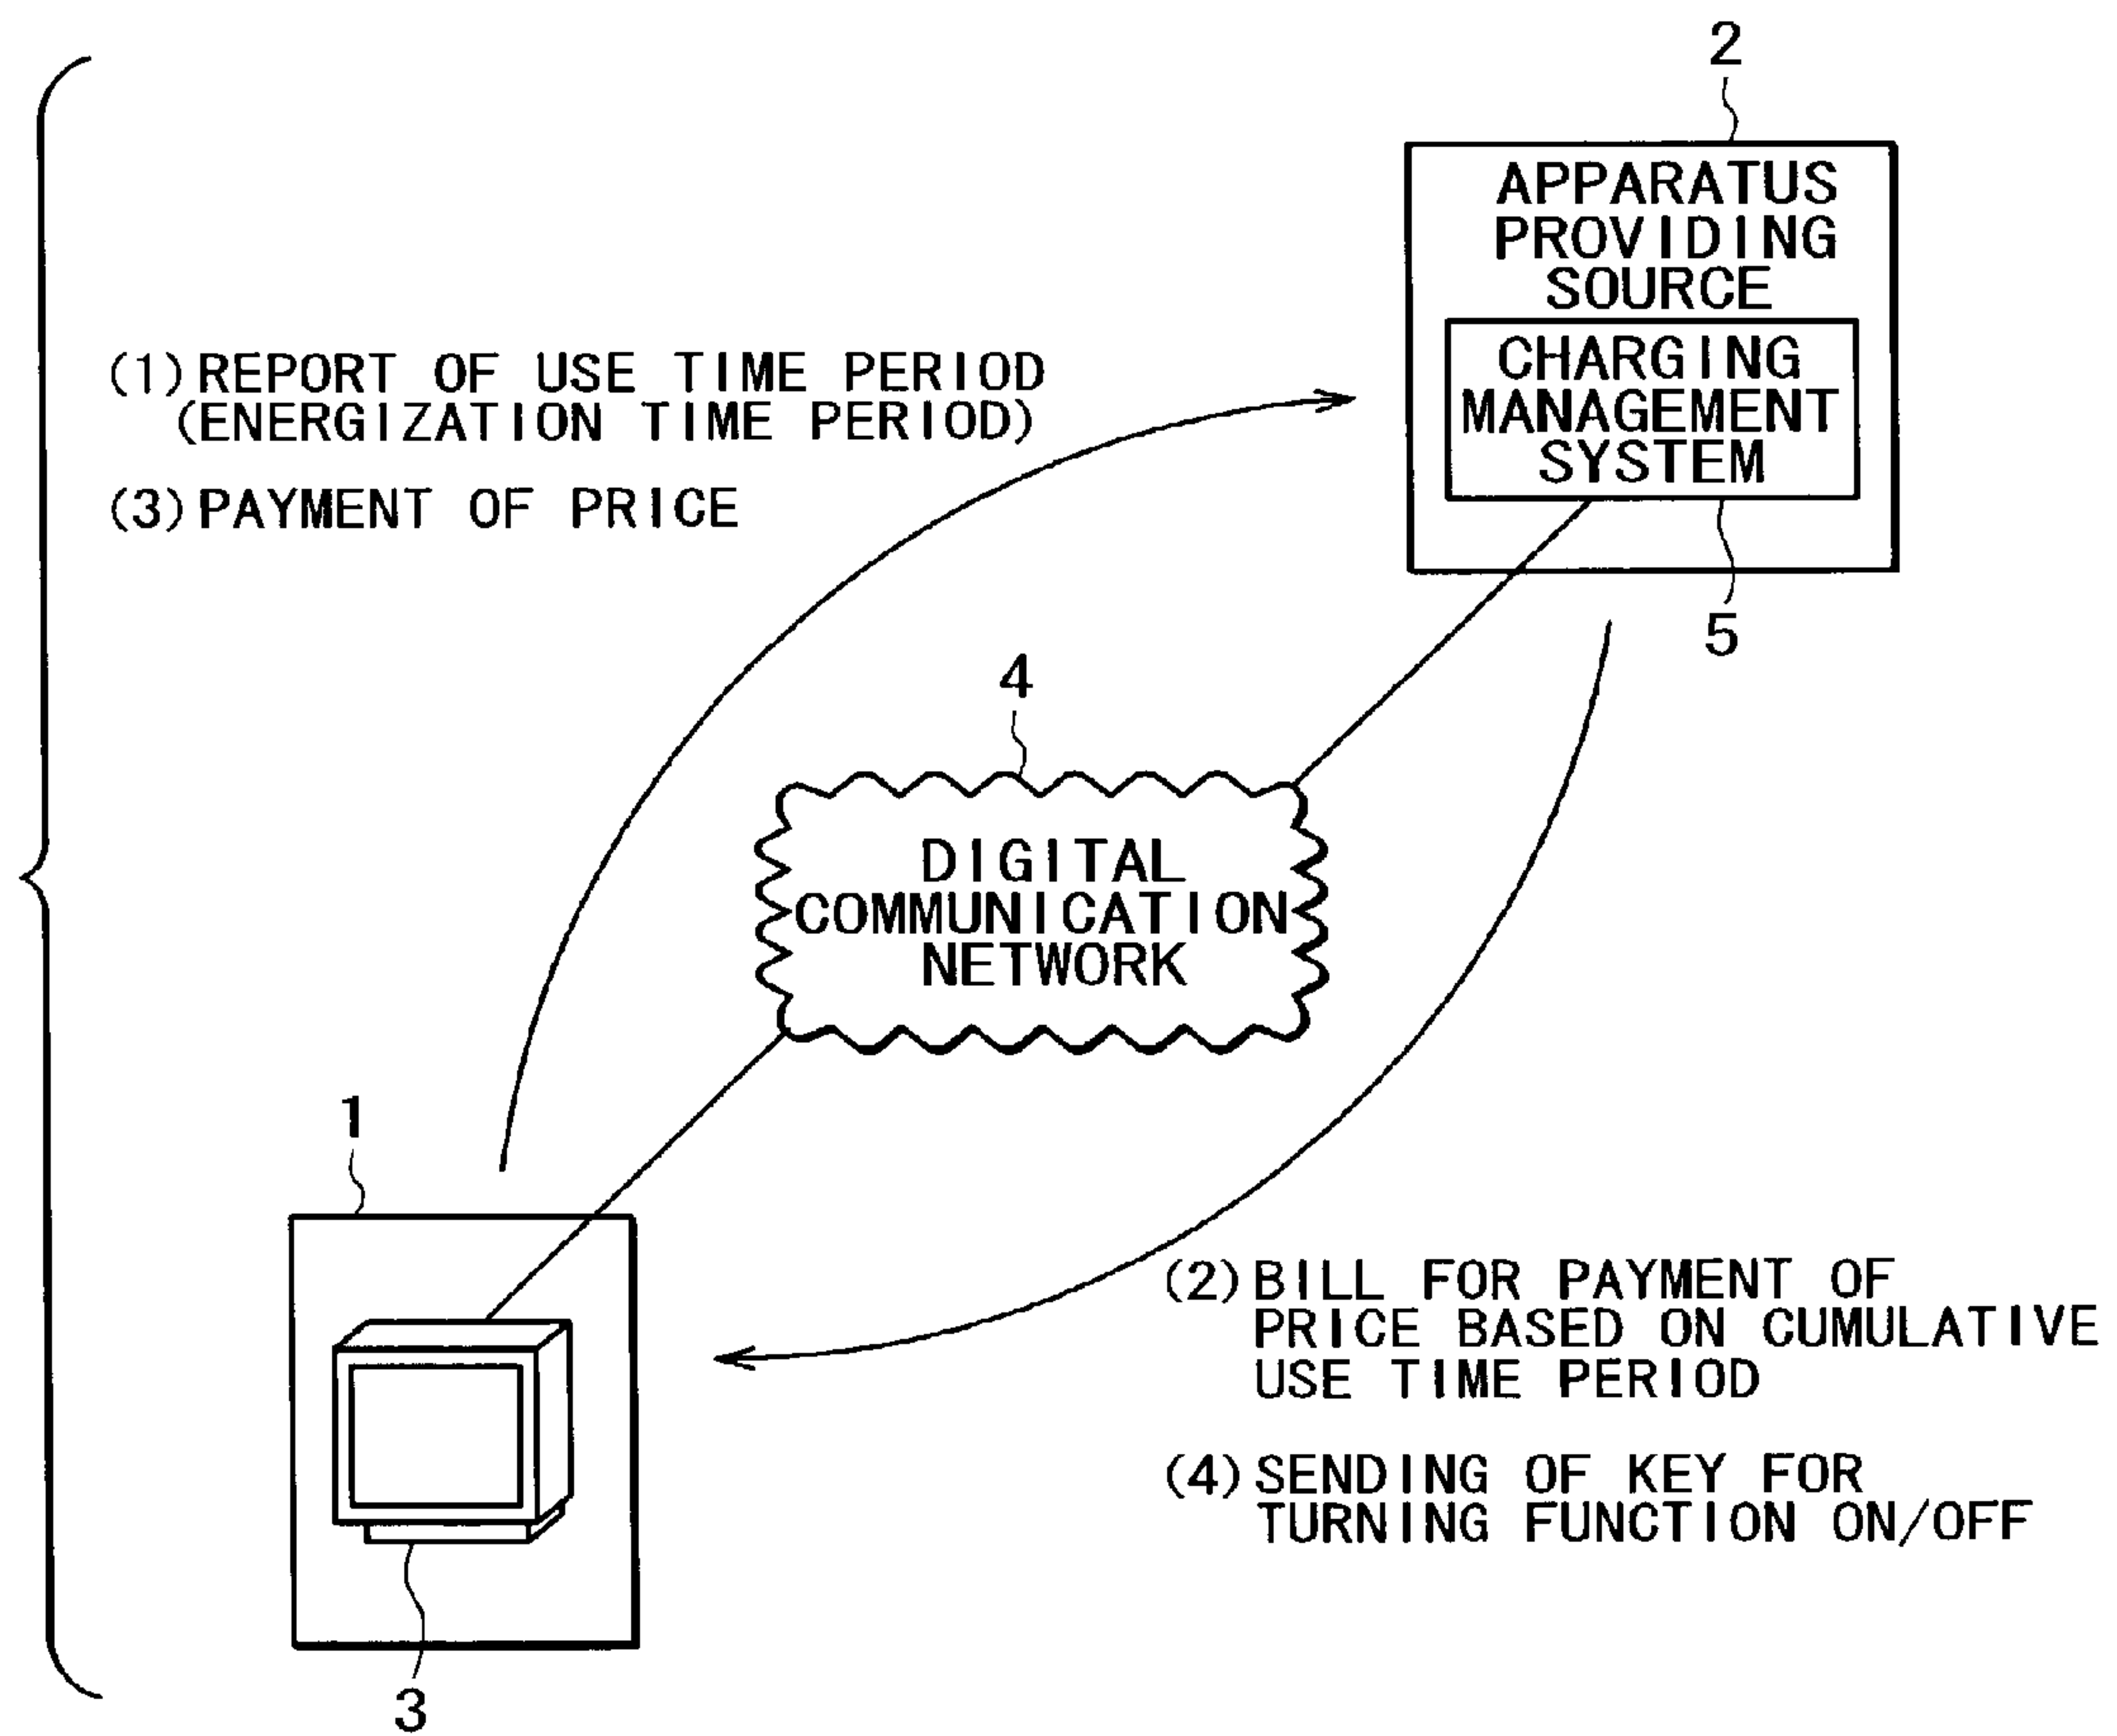 2
APPARATUS
PROVIDING
SOURCE
CHARGING
MANAGEMENT
SYSTEM
5
(1) REPORT OF USE TIME PERIOD
(ENERGIZATION TIME PERIOD)
(3) PAYMENT OF PRICE
4
DIGITAL
COMMUNICATION
NETWORK
1
3
(2) BILL FOR PAYMENT OF
PRICE BASED ON CUMULATIVE
USE TIME PERIOD
(4) SENDING OF KEY FOR
TURNING FUNCTION ON/OFF